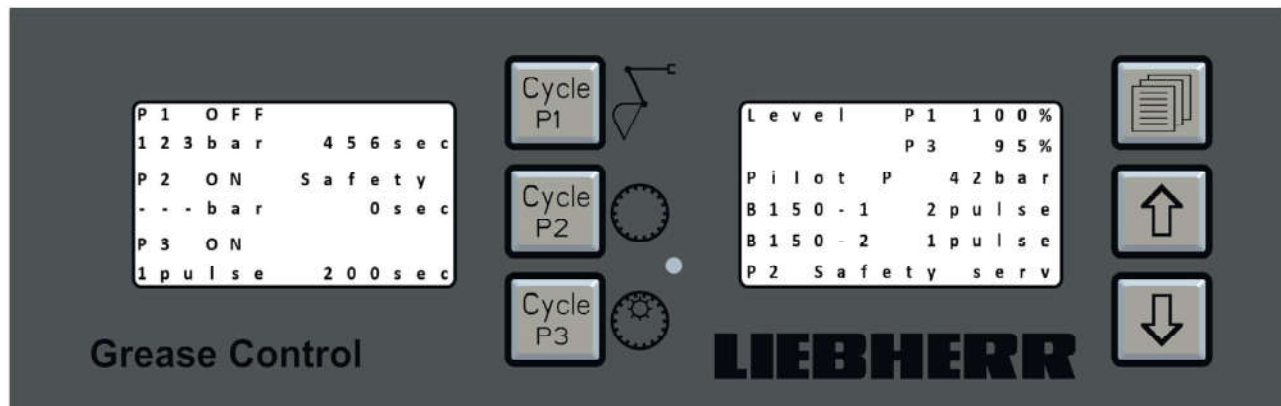 P1 OFF
123bar 456sec
P2 ON Safety
---bar 0sec
P3 ON
1pulse 200sec
Grease Control
Cycle
P1
Cycle
P2
Cycle
P3
Level P1 100%
P3 95%
Pilot P 42bar
B150-1 2pulse
B150-2 1pulse
P2 Safety serv
LIEBHERR